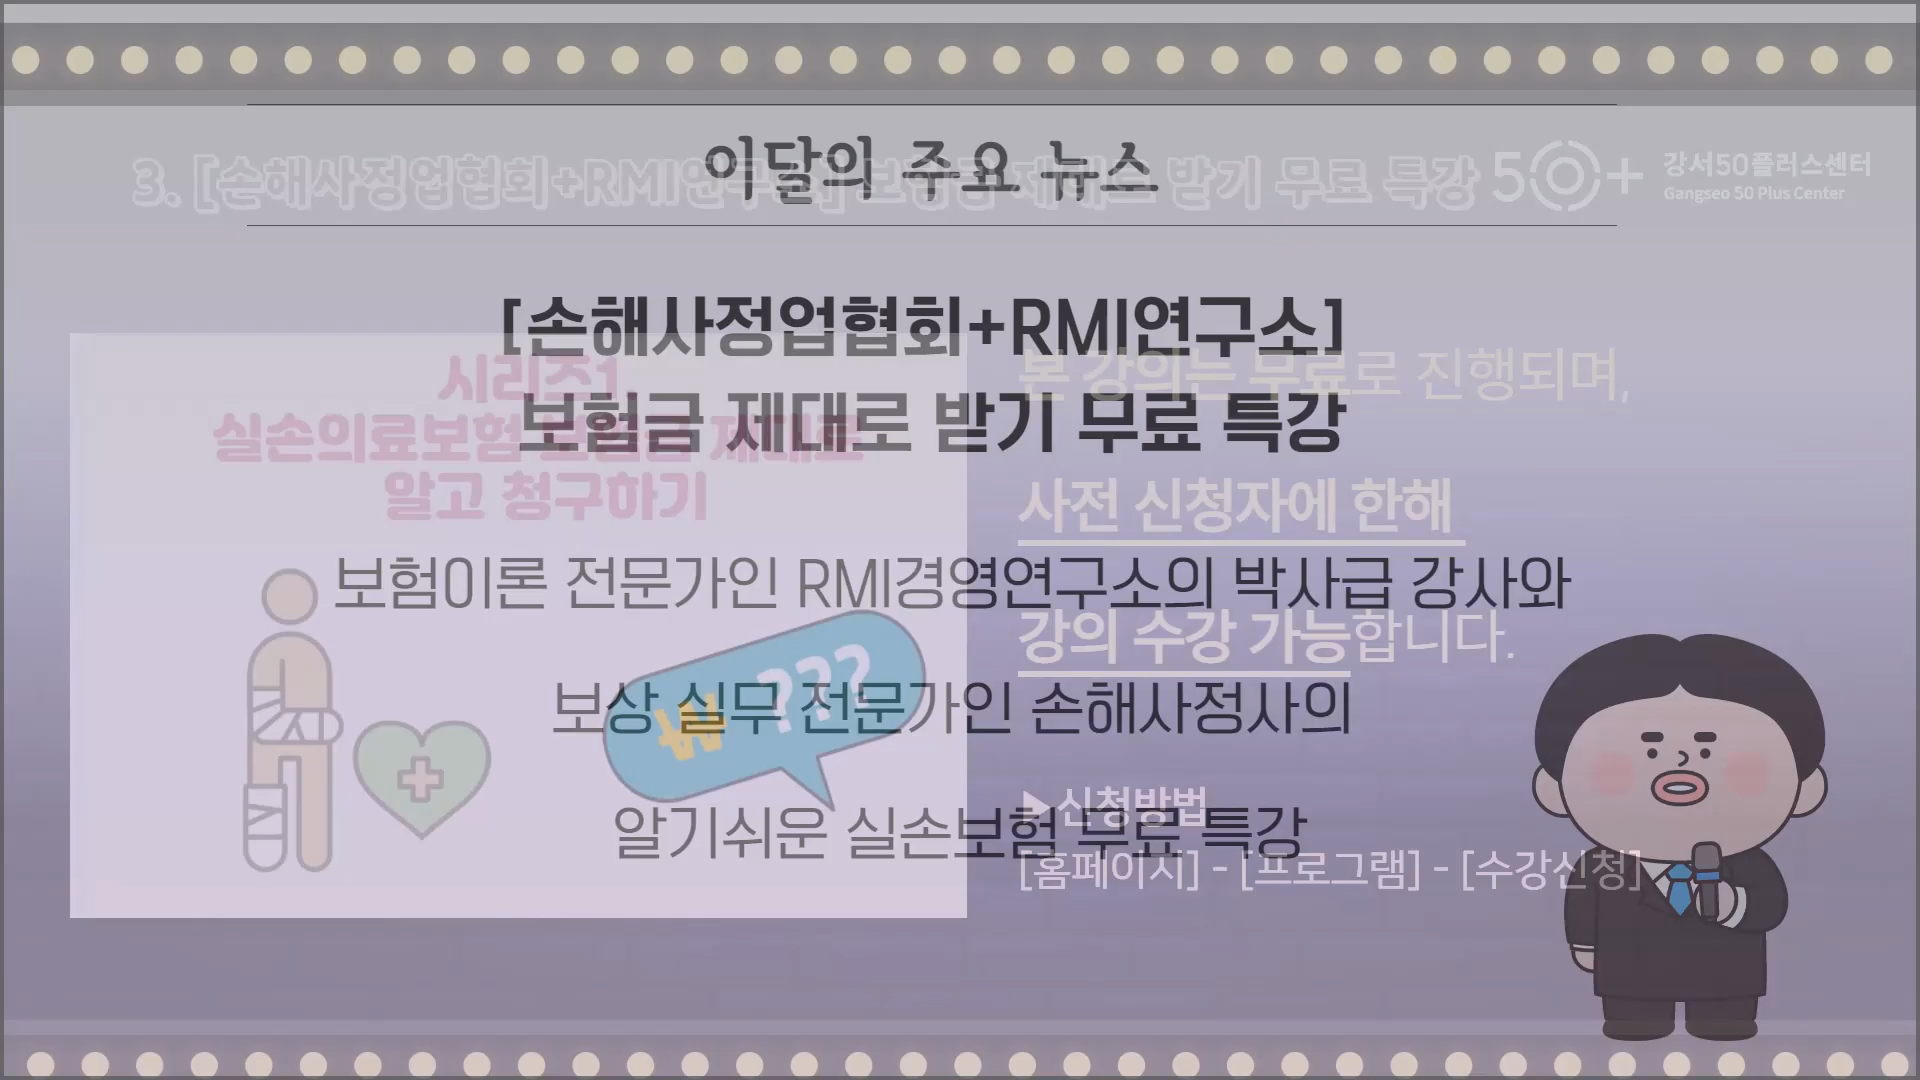 이달의 주요 뉴스
3. [손해사정업협회+RMI연구소] 보험금 제대로 받기 무료 특강
50+ 강서50플러스센터
Gangseo 50 Plus Center
[손해사정업협회+RMI연구소]
보험금 제대로 받기 무료 특강
보험이론 전문가인 RMI경영연구소의 박사급 강사와
보상 실무 전문가인 손해사정사의
알기쉬운 실손보험 무료 특강
시리즈1.
실손의료보험 보험금 제대로
알고 청구하기
₩ ???
본 강의는 무료로 진행되며,
사전 신청자에 한해
강의 수강 가능합니다.
▶신청방법
[홈페이지] - [프로그램] - [수강신청]